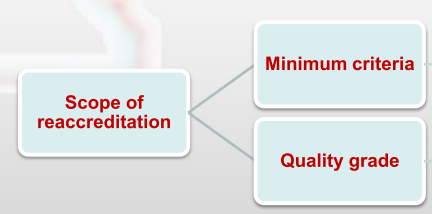 Scope of
reaccreditation
Minimum criteria
Quality grade